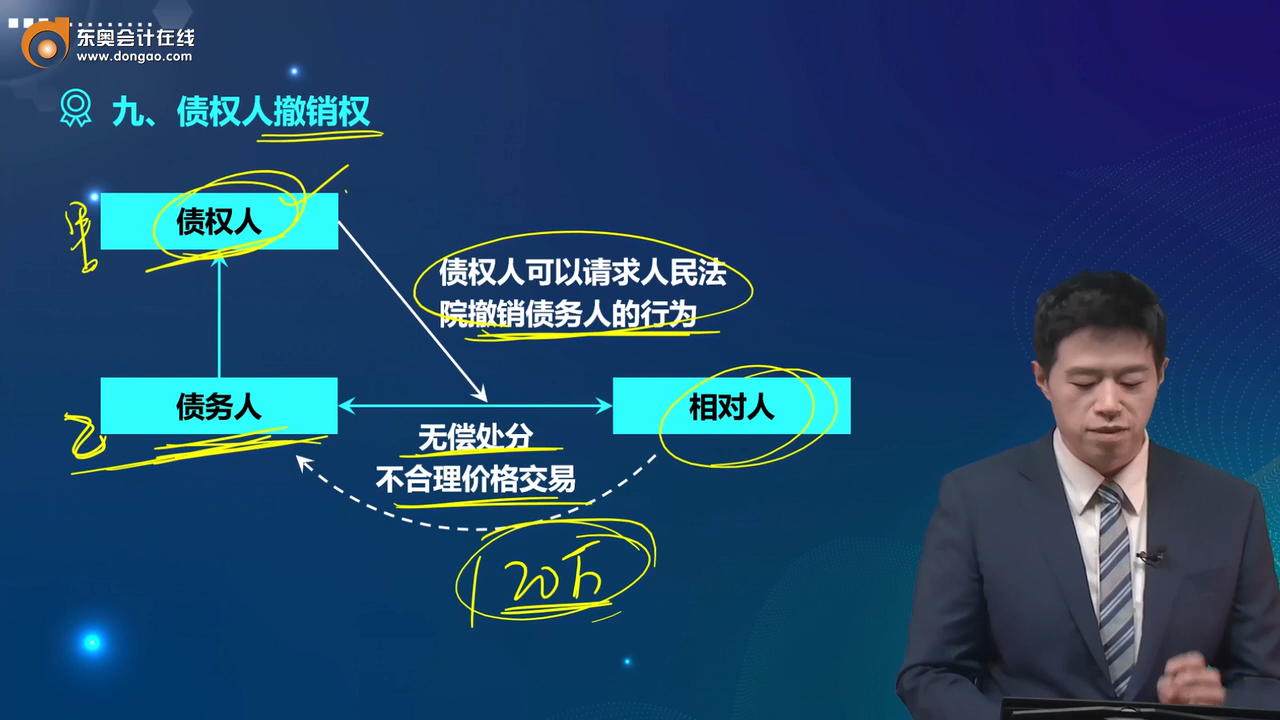 东奥会计在线
www.dongao.com
九、债权人撤销权
甲
债权人
债权人可以请求人民法
院撤销债务人的行为
乙
债务人
相对人
无偿处分
不合理价格交易
20万